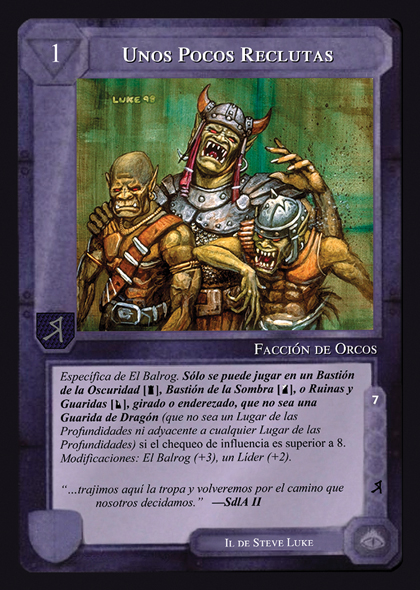 1
UNOS POCOS RECLUTAS
LUKE 98
FACCIÓN DE ORCOS
Específica de El Balrog. Sólo se puede jugar en un Bastión
de la Oscuridad [], Bastión de la Sombra [], o Ruinas y
Guaridas [], girado o enderezado, que no sea una
Guarida de Dragón (que no sea un Lugar de las
Profundidades ni adyacente a cualquier Lugar de las
Profundidades) si el chequeo de influencia es superior a 8.
Modificaciones: El Balrog (+3), un Líder (+2).
7
“...trajimos aquí la tropa y volveremos por el camino que
nosotros decidamos.” —SdlA II
IL. DE STEVE LUKE